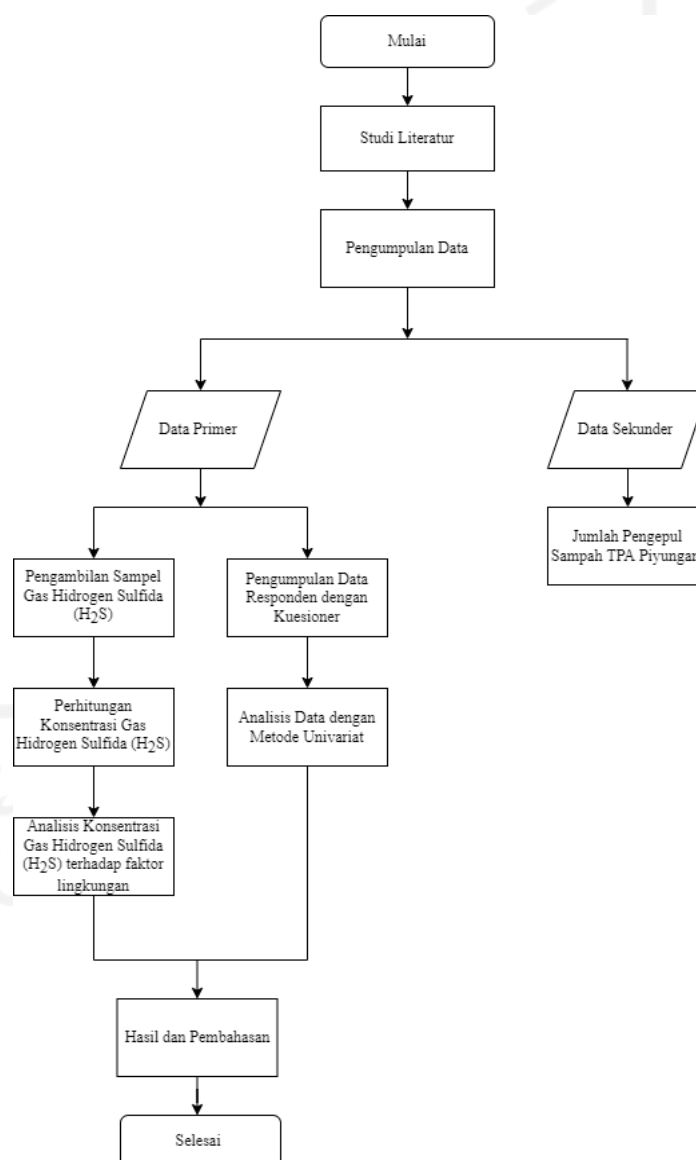 Mulai
Studi Literatur
Pengumpulan Data
Data Primer
Data Sekunder
Jumlah Pengepul
Sampah TPA Piyungan
Pengambilan Sampel
Gas Hidrogen Sulfida
(H2S)
Pengumpulan Data
Responden dengan
Kuesioner
Perhitungan
Konsentrasi Gas
Hidrogen Sulfida (H2S)
Analisis Data dengan
Metode Univariat
Analisis Konsentrasi
Gas Hidrogen Sulfida
(H2S) terhadap faktor
lingkungan
Hasil dan Pembahasan
Selesai